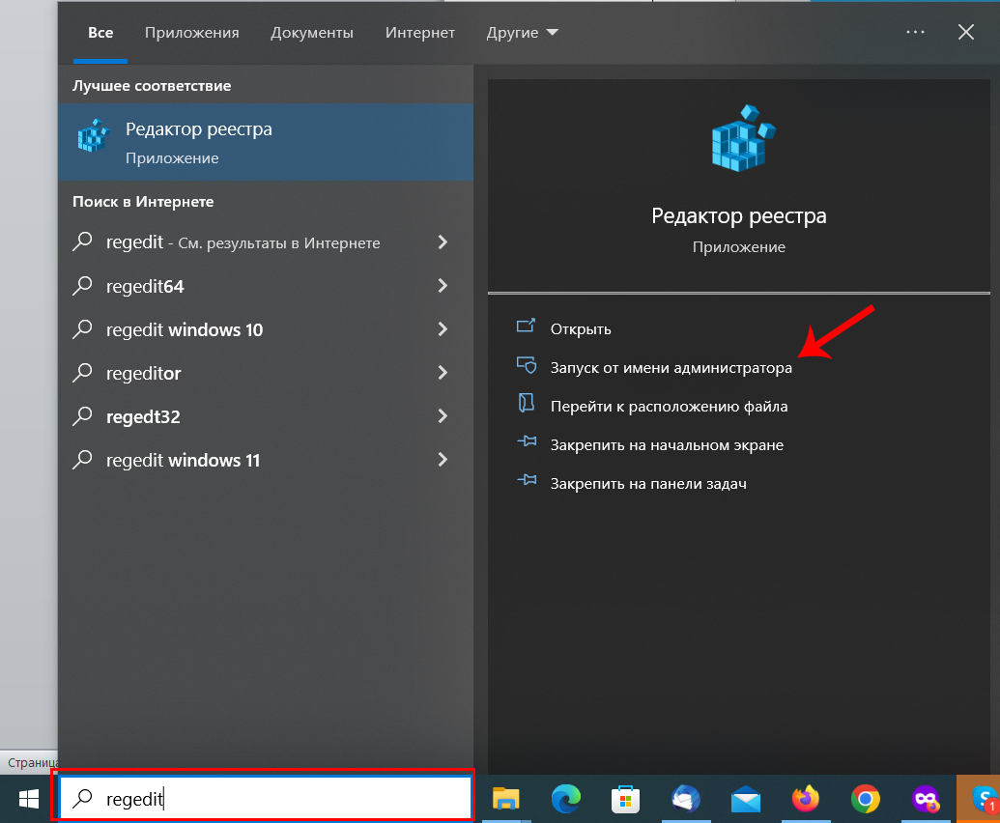 Все Приложения Документы Интернет Другие
Лучшее соответствие
Редактор реестра
Приложение
Поиск в Интернете
regedit - См. результаты в Интернете
regedit64
regedit windows 10
regeditor
regedt32
regedit windows 11
Редактор реестра
Приложение
Открыть
Запуск от имени администратора
Перейти к расположению файла
Закрепить на начальном экране
Закрепить на панели задач
Страница
regedit
S
1